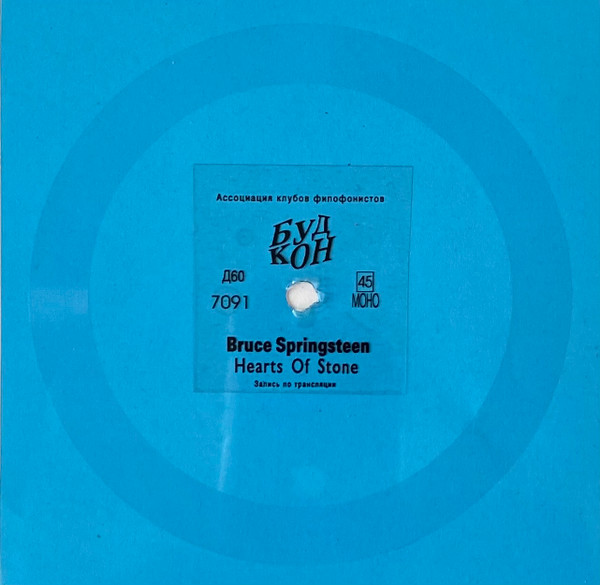 Ассоциация клубов филофонистов
БУД
КОН
Д60
45
7091
МОНО
Bruce Springsteen
Hearts Of Stone
Запись по трансляции